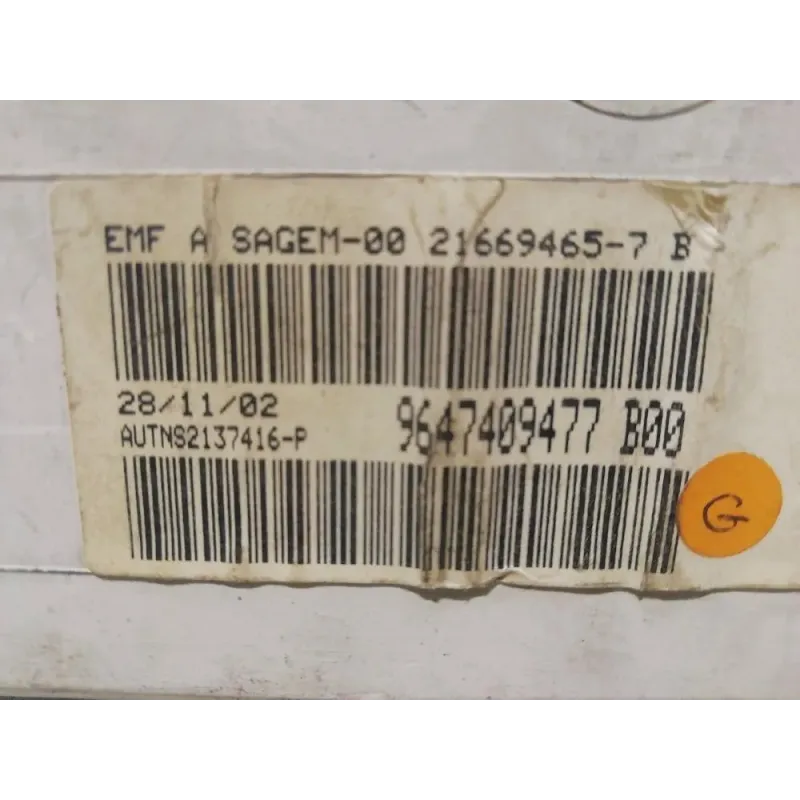 EMF A SAGEM-00 21669465-7 B
28/11/02
AUTNS2137416-P
9647409477 B00
G